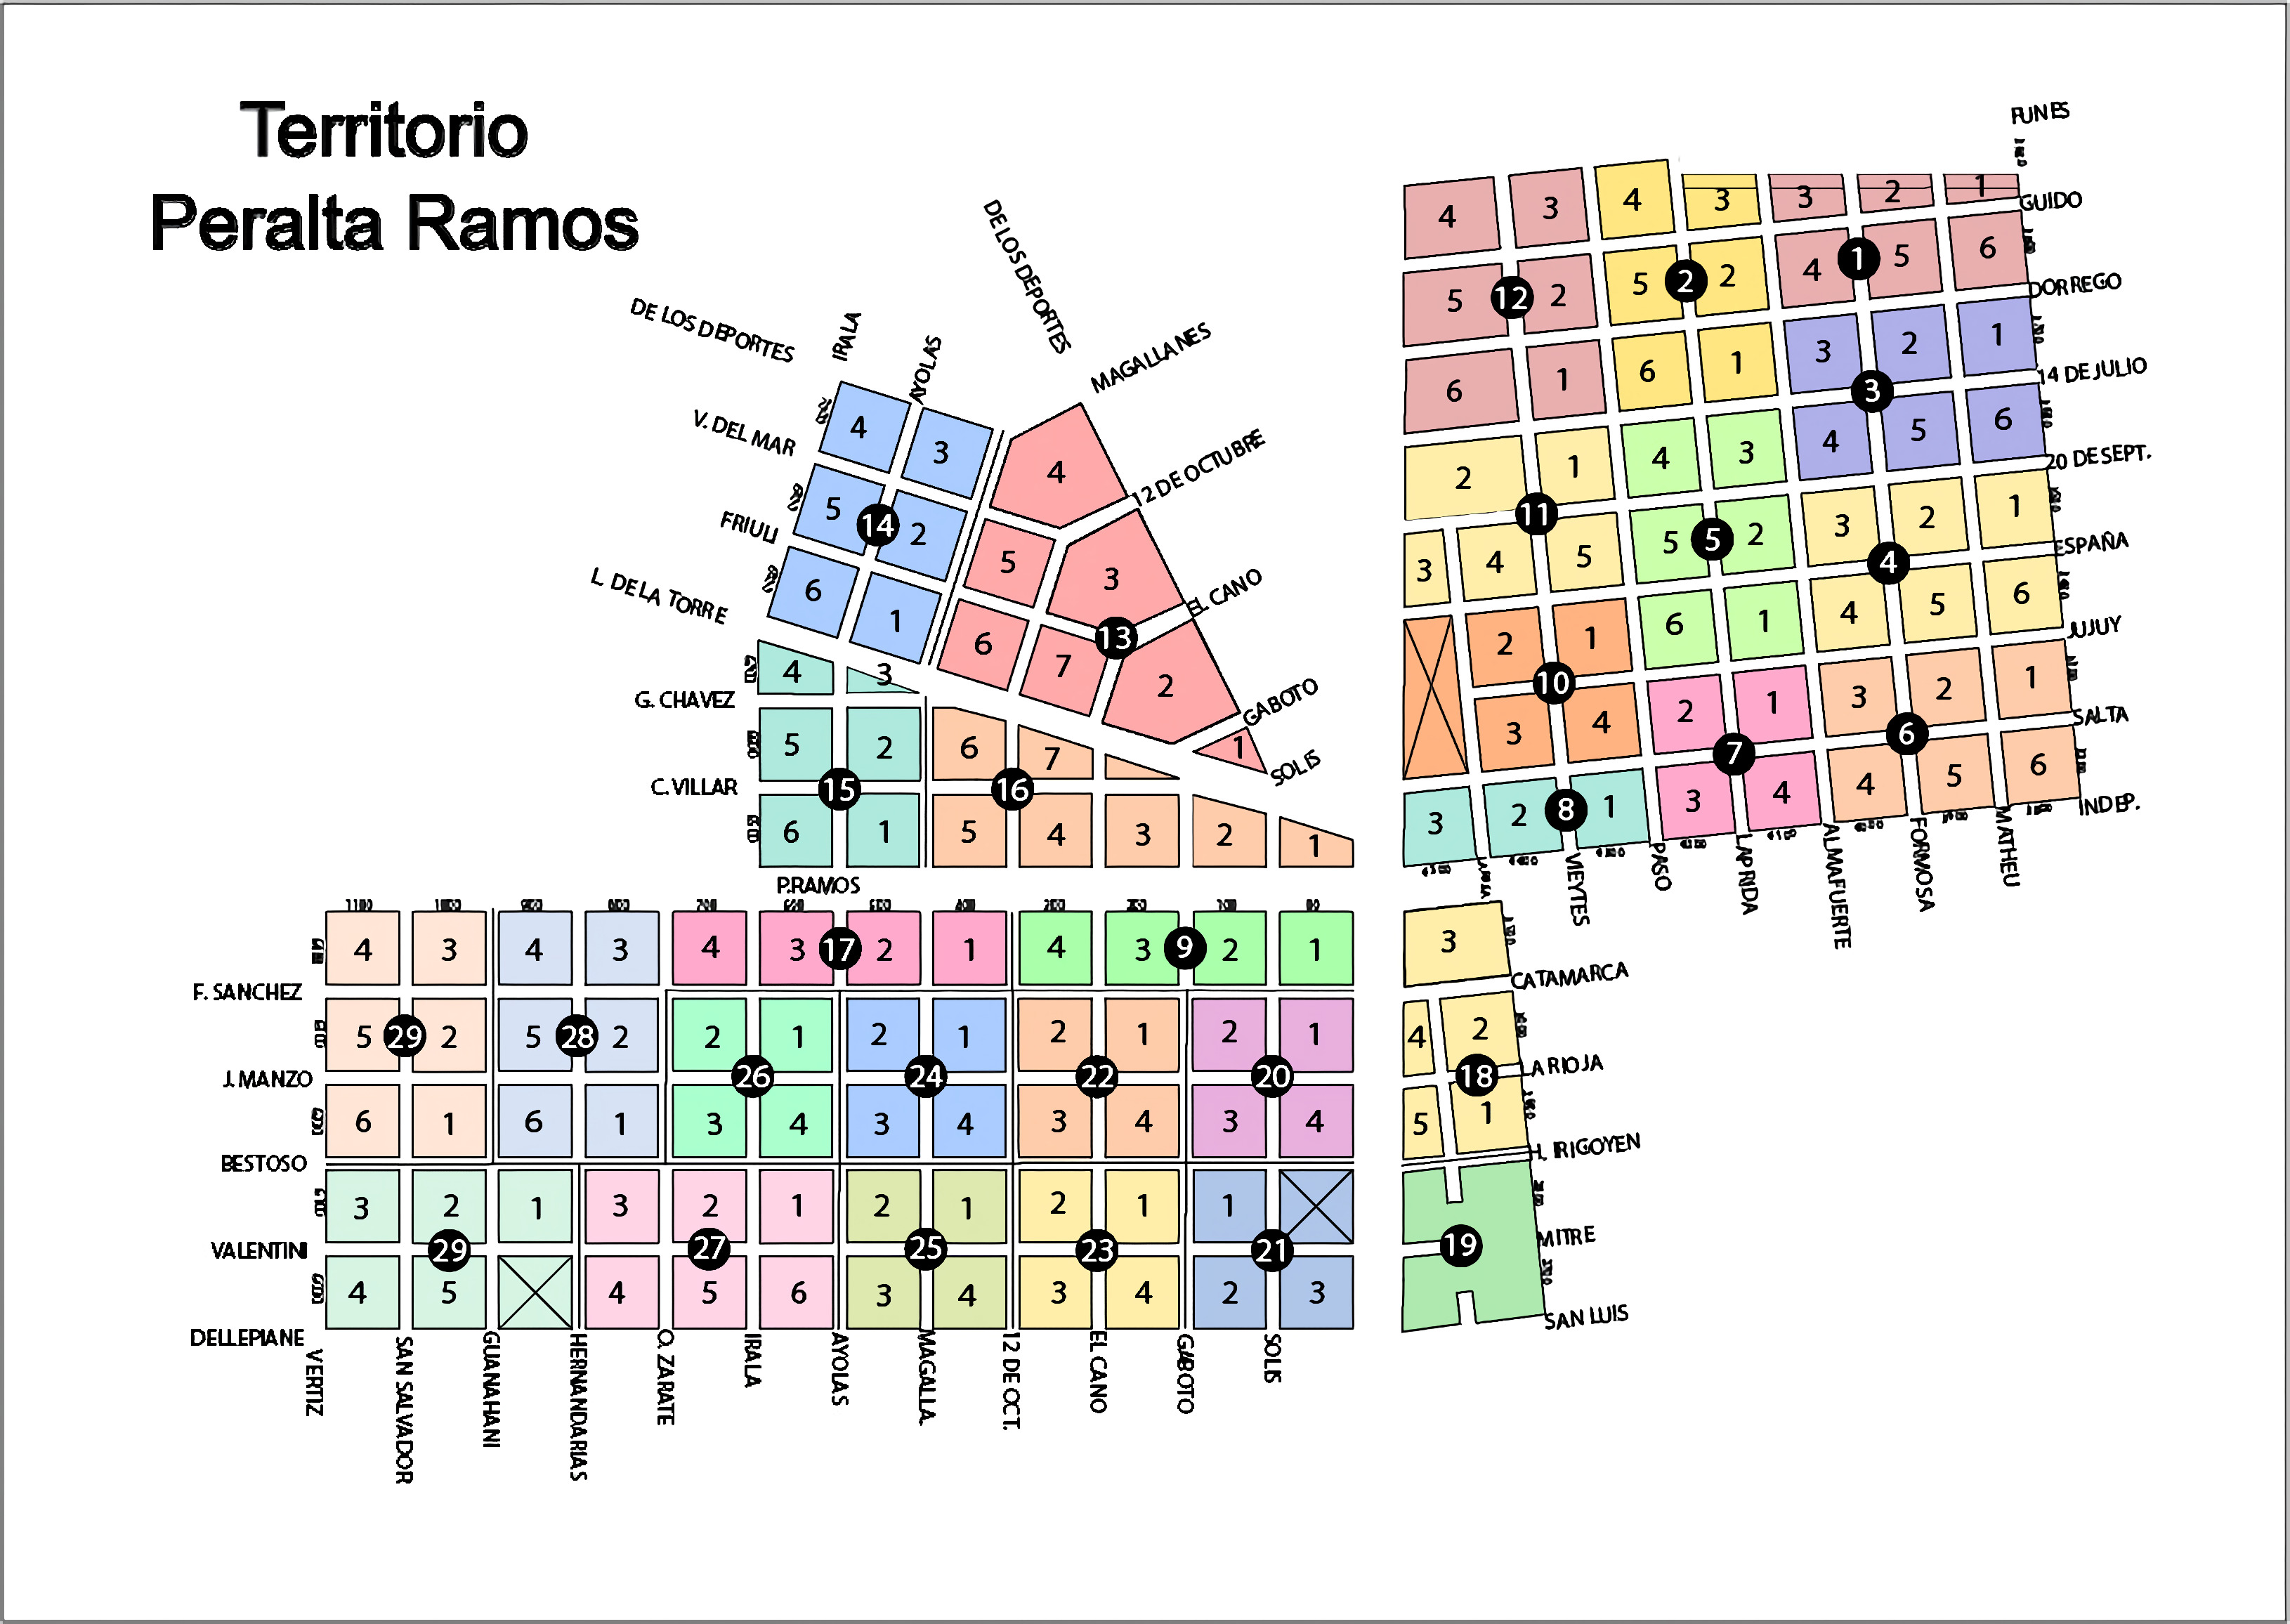 Territorio
Peralta Ramos
FUNES
GUIDO
DORREGO
14 DE JULIO
20 DE SEPT.
ESPAÑA
JUJUY
SALTA
INDEP.
4 3 4 3 3 2 1
5 12 2 5 2 2 4 1 5 6
6 1 6 1 3 2 1
3
2 1 4 3 4 5 6
11
3 4 5 5 5 2 3 2 1
4
2 1 6 1 4 5 6
10
3 4 2 1 3 2 1
7 6
3 2 8 1 3 4 4 5 6
VIEYTES
PASO
LAPRIDA
ALMAFUERTE
FORMOSA
MATHEU
DE LOS DEPORTES
IRALA
AYOLAS
DE LOS DEPORTES
MAGALLANES
12 DE OCTUBRE
EL CANO
GABOTO
SOLIS
V. DEL MAR
FRIULI
L. DE LA TORRE
G. CHAVEZ
C. VILLAR
4 3
5 14 2
6 1
4
5 3
6 7 13 2
1
4 3
5 2 6 7
15 16
6 1 5 4 3 2 1
P.RAMOS
1100
4 3 4 3 4 3 17 2 1 4 3 9 2 1
F. SANCHEZ
5 29 2 5 28 2 2 1 2 1 2 1 2 1
J. MANZO
26 24 22 20
6 1 6 1 3 4 3 4 3 4 3 4
BESTOSO
3 2 1 3 2 1 2 1 2 1 1
VALENTINI
29 27 25 23 21
4 5 4 5 6 3 4 3 4 2 3
DELLEPIANE
VERTIZ
SAN SALVADOR
GUANAHANI
HERNANDARIAS
O. ZARATE
IRALA
AYOLAS
MAGALLA.
12 DE OCT.
EL CANO
GABOTO
SOLIS
3
CATAMARCA
4 2
LA RIOJA
18
5 1
H. IRIGOYEN
19
MITRE
SAN LUIS